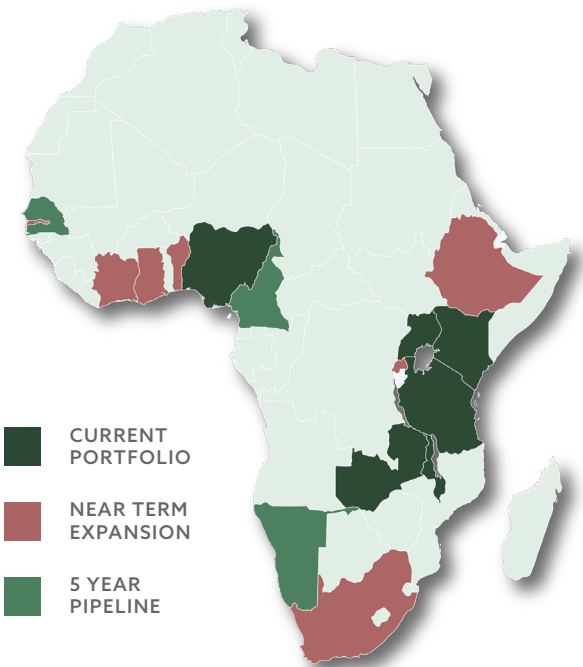 CURRENT
PORTFOLIO
NEAR TERM
EXPANSION
5 YEAR
PIPELINE